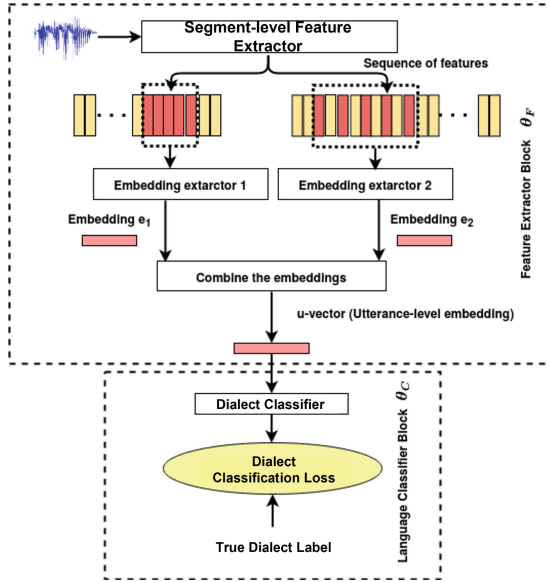 Segment-level Feature
Extractor
Sequence of features
. . .
. . .
Embedding extarctor 1
Embedding extarctor 2
Embedding e₁
Embedding e₂
Combine the embeddings
u-vector (Utterance-level embedding)
Feature Extractor Block θ_F
Dialect Classifier
Dialect
Classification Loss
True Dialect Label
Language Classifier Block θ_C